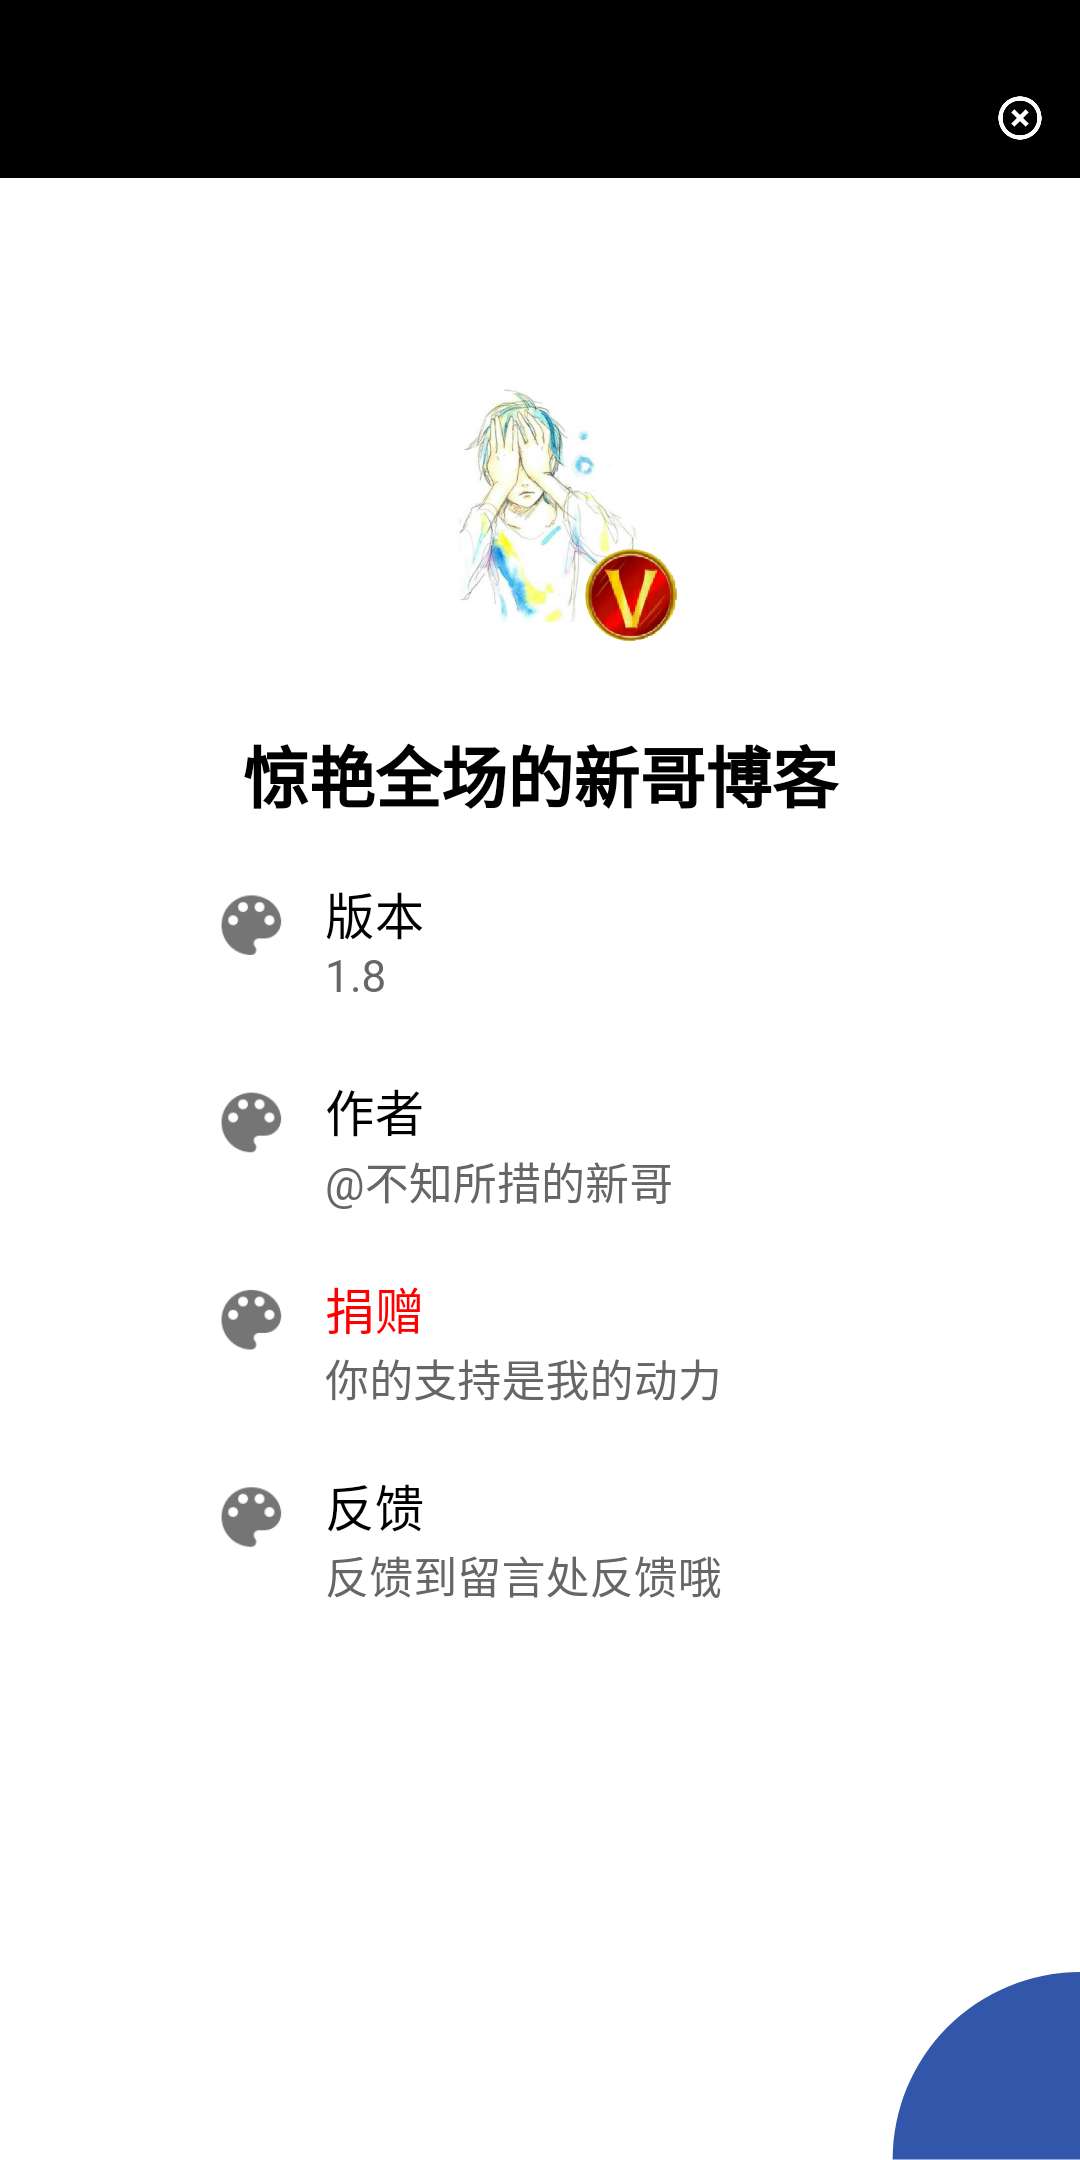 V
惊艳全场的新哥博客
版本
1.8
作者
@不知所措的新哥
捐赠
你的支持是我的动力
反馈
反馈到留言处反馈哦